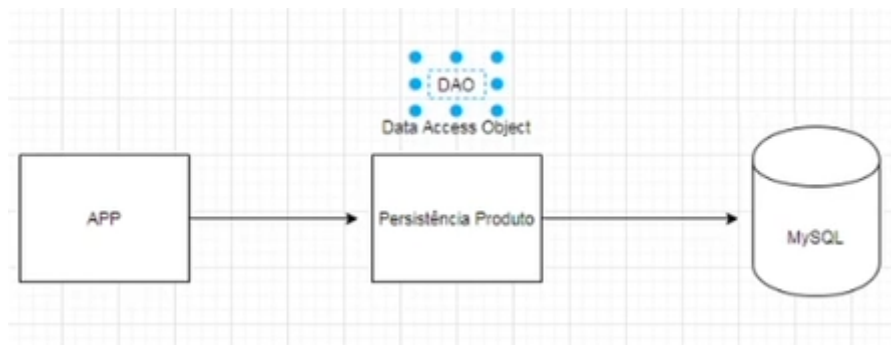 DAO
Data Access Object
APP
Persistência Produto
MySQL